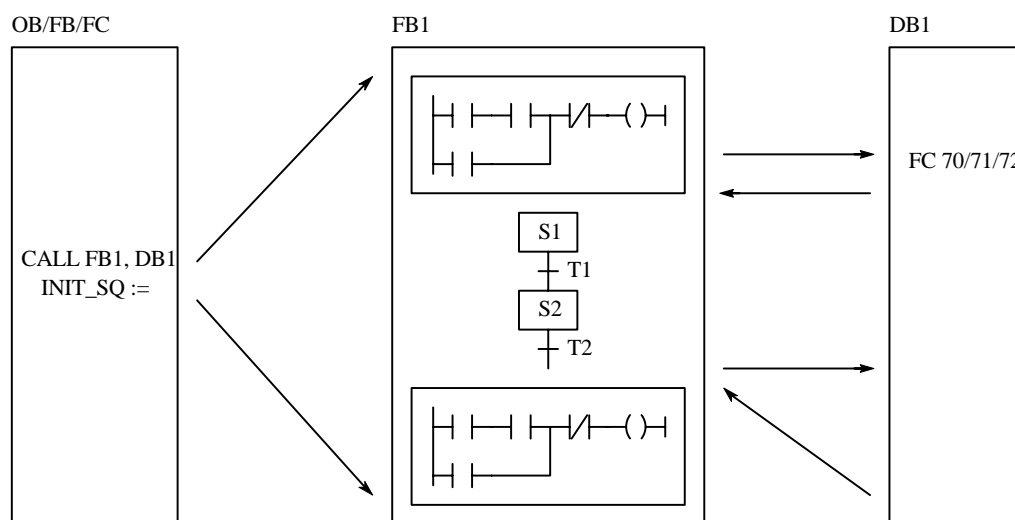 OB/FB/FC
FB1
DB1
FC 70/71/72
S1
CALL FB1, DB1
T1
INIT_SQ :=
S2
T2